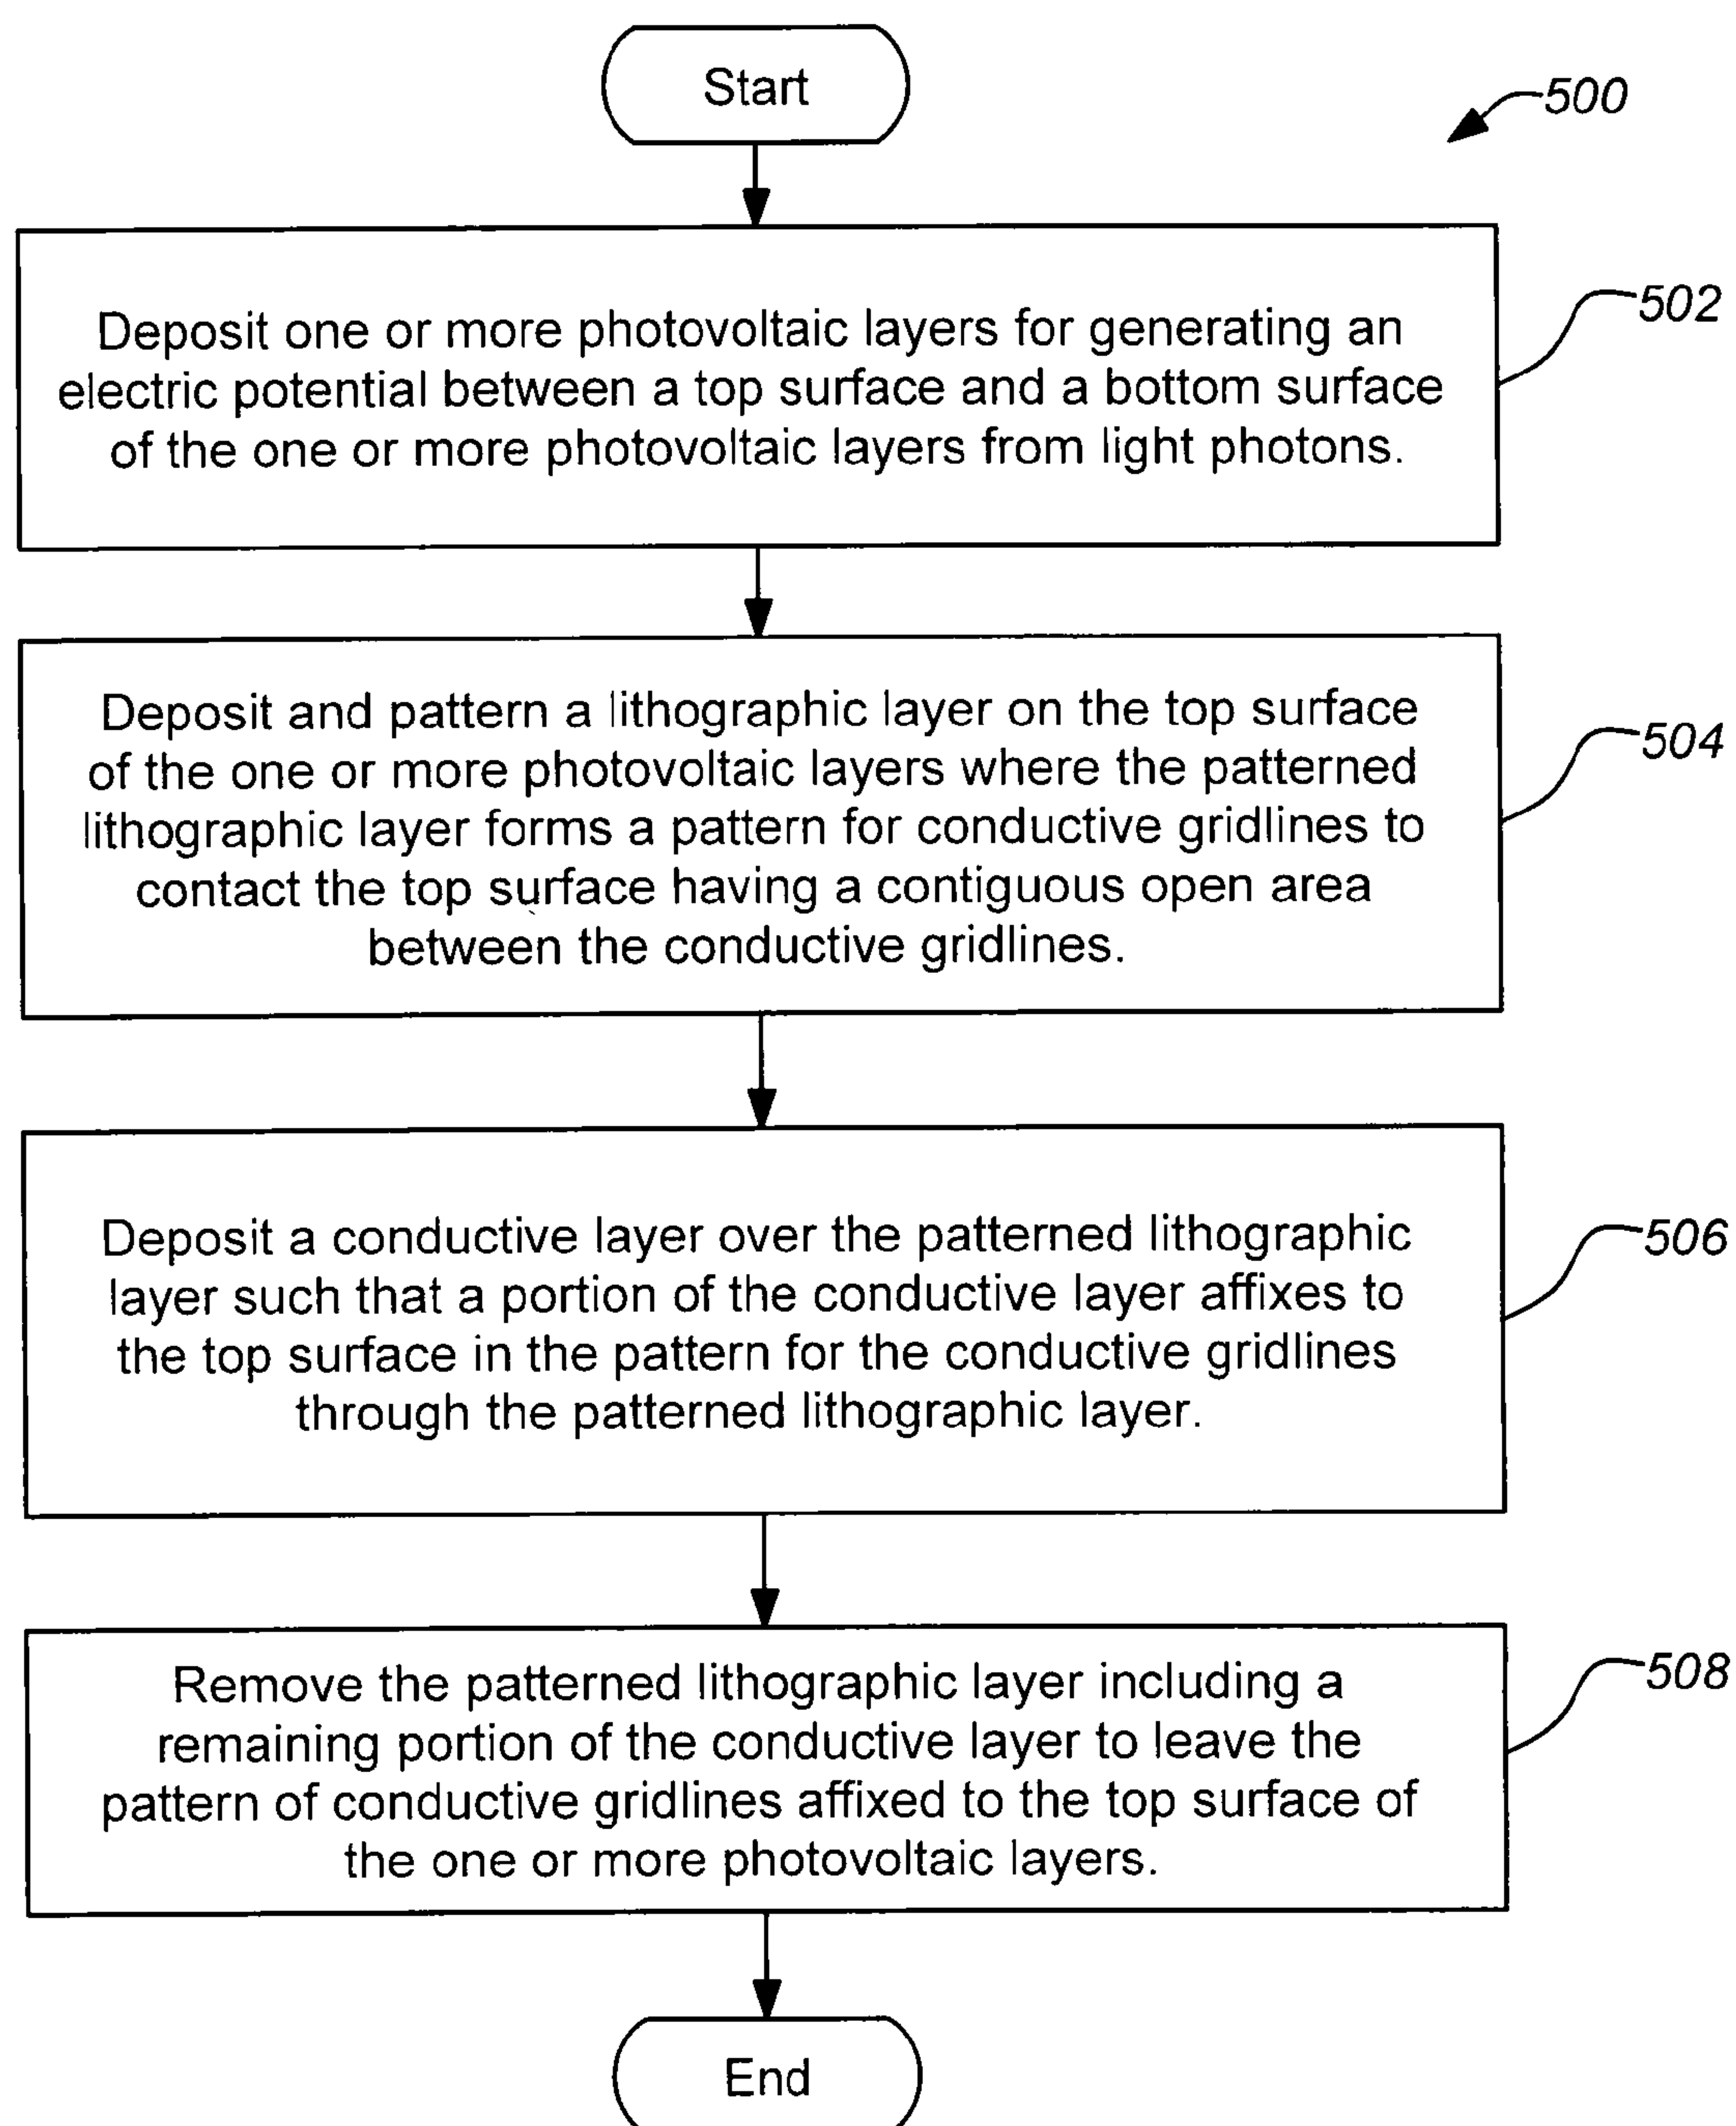 Start
500
Deposit one or more photovoltaic layers for generating an
electric potential between a top surface and a bottom surface
of the one or more photovoltaic layers from light photons.
502
Deposit and pattern a lithographic layer on the top surface
of the one or more photovoltaic layers where the patterned
lithographic layer forms a pattern for conductive gridlines to
contact the top surface having a contiguous open area
between the conductive gridlines.
504
Deposit a conductive layer over the patterned lithographic
layer such that a portion of the conductive layer affixes to
the top surface in the pattern for the conductive gridlines
through the patterned lithographic layer.
506
Remove the patterned lithographic layer including a
remaining portion of the conductive layer to leave the
pattern of conductive gridlines affixed to the top surface of
the one or more photovoltaic layers.
508
End